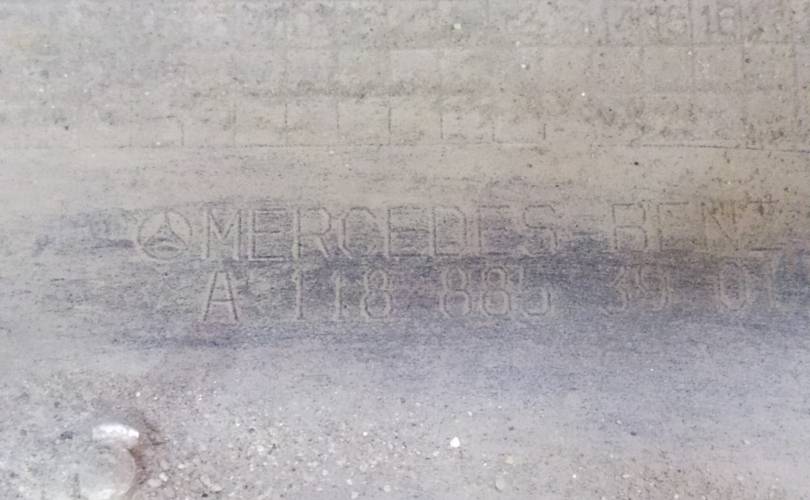 MERCEDES-BENZ
A 118 885 39 01